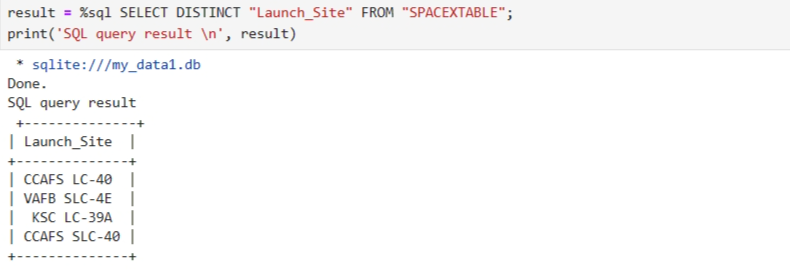 result = %sql SELECT DISTINCT "Launch_Site" FROM "SPACEXTABLE";
print('SQL query result \n', result)
 * sqlite:///my_data1.db
Done.
SQL query result
 +--------------+
| Launch_Site  |
+--------------+
| CCAFS LC-40  |
| VAFB SLC-4E  |
|  KSC LC-39A  |
| CCAFS SLC-40 |
+--------------+